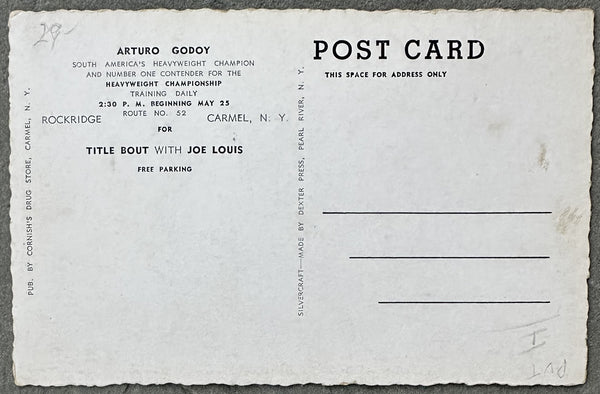 29-
ARTURO GODOY
SOUTH AMERICA'S HEAVYWEIGHT CHAMPION
AND NUMBER ONE CONTENDER FOR THE
HEAVYWEIGHT CHAMPIONSHIP
TRAINING DAILY
2:30 P. M. BEGINNING MAY 25
ROUTE NO. 52
ROCKRIDGE CARMEL, N. Y.
FOR
TITLE BOUT WITH JOE LOUIS
FREE PARKING
PUB. BY CORNISH'S DRUG STORE, CARMEL, N. Y.
SILVERCRAFT—MADE BY DEXTER PRESS, PEARL RIVER, N. Y.
POST CARD
THIS SPACE FOR ADDRESS ONLY